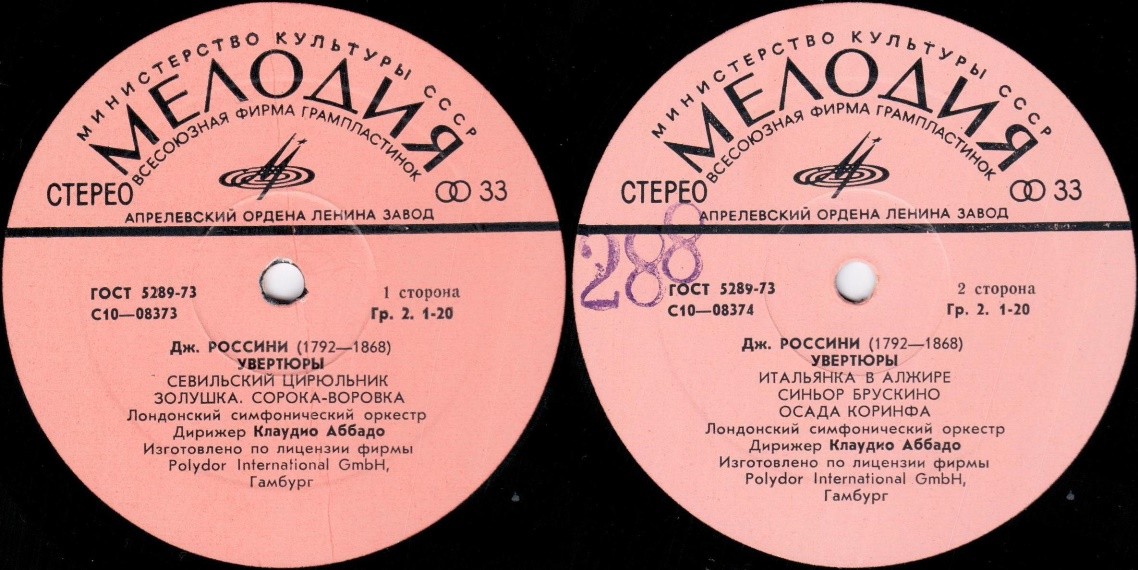 МИНИСТЕРСТВО КУЛЬТУРЫ СССР
МЕЛОДИЯ
ВСЕСОЮЗНАЯ ФИРМА ГРАМПЛАСТИНОК
СТЕРЕО
33
АПРЕЛЕВСКИЙ ОРДЕНА ЛЕНИНА ЗАВОД
ГОСТ 5289-73
1 сторона
С10—08373
Гр. 2. 1-20
Дж. РОССИНИ (1792—1868)
УВЕРТЮРЫ
СЕВИЛЬСКИЙ ЦИРЮЛЬНИК
ЗОЛУШКА. СОРОКА-ВОРОВКА
Лондонский симфонический оркестр
Дирижер Клаудио Аббадо
Изготовлено по лицензии фирмы
Polydor International GmbH,
Гамбург
МИНИСТЕРСТВО КУЛЬТУРЫ СССР
МЕЛОДИЯ
ВСЕСОЮЗНАЯ ФИРМА ГРАМПЛАСТИНОК
СТЕРЕО
33
АПРЕЛЕВСКИЙ ОРДЕНА ЛЕНИНА ЗАВОД
288
ГОСТ 5289-73
2 сторона
С10—08374
Гр. 2. 1-20
Дж. РОССИНИ (1792—1868)
УВЕРТЮРЫ
ИТАЛЬЯНКА В АЛЖИРЕ
СИНЬОР БРУСКИНО
ОСАДА КОРИНФА
Лондонский симфонический оркестр
Дирижер Клаудио Аббадо
Изготовлено по лицензии фирмы
Polydor International GmbH,
Гамбург